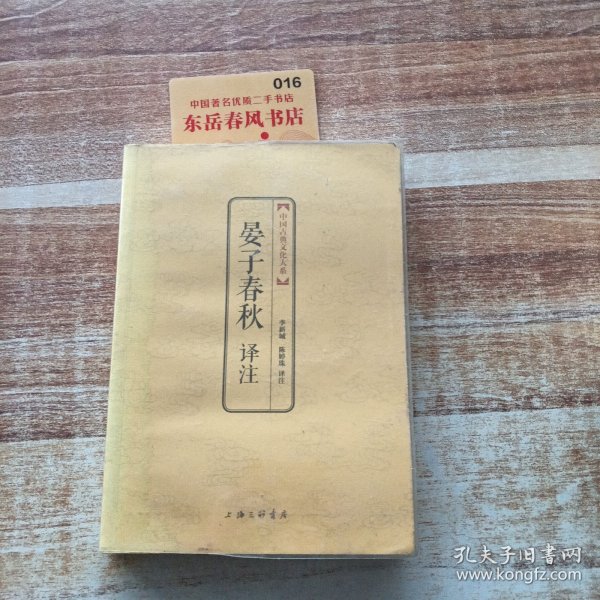 016
中国著名优质二手书店
东岳春风书店
中国古典文化大系
晏子春秋 译注
李新城 陈婷珠 译注
上海三联书店
孔夫子旧书网
www.kongfz.com